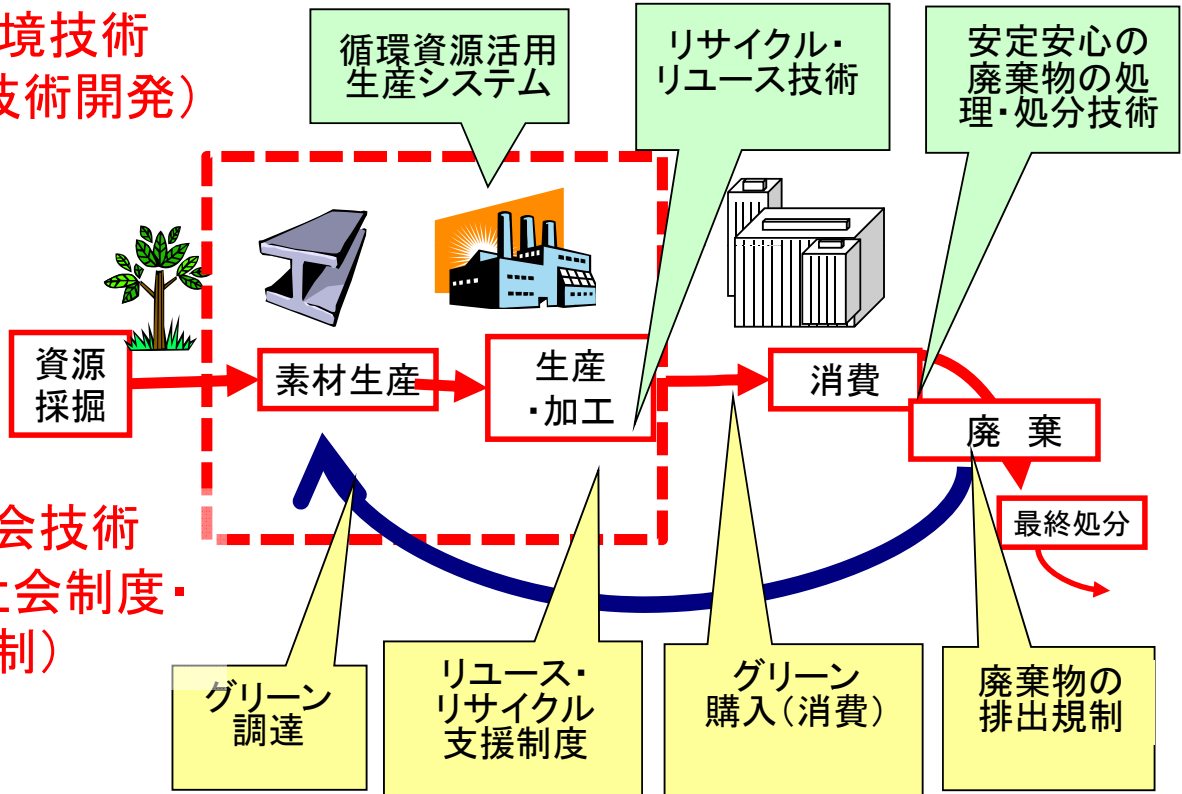 境技術
技術開発）
循環資源活用
生産システム
リサイクル・
リユース技術
安定安心の
廃棄物の処
理・処分技術
資源
採掘
素材生産
生産
・加工
消費
廃　棄
最終処分
会技術
社会制度・
制）
グリーン
調達
リユース・
リサイクル
支援制度
グリーン
購入（消費）
廃棄物の
排出規制